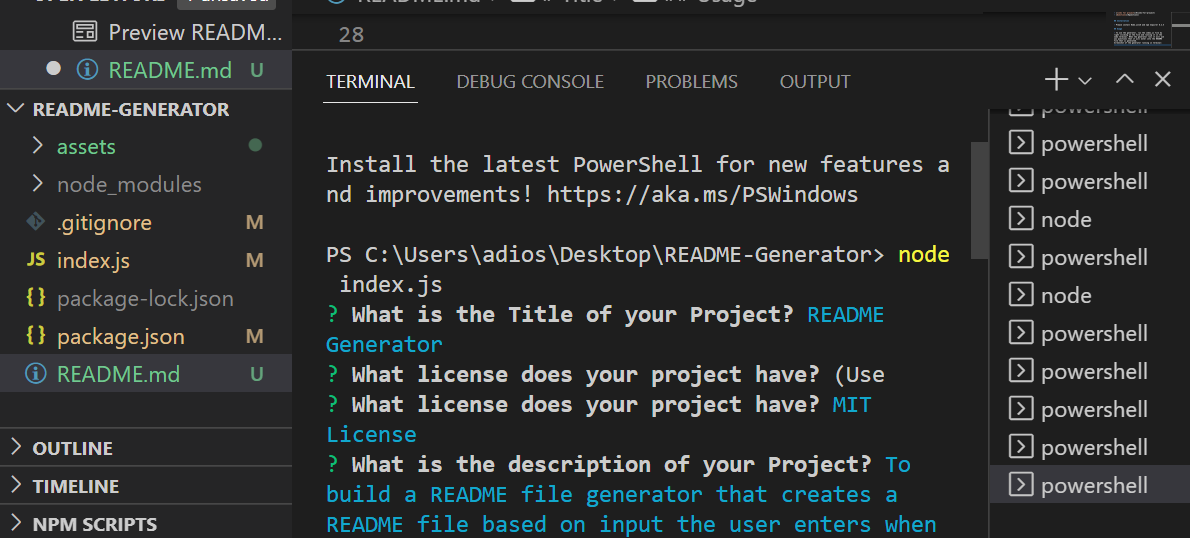 Preview READM...
README.md U
README-GENERATOR
assets
node_modules
.gitignore M
JS index.js M
{} package-lock.json
{} package.json M
README.md U
OUTLINE
TIMELINE
NPM SCRIPTS
28
TERMINAL DEBUG CONSOLE PROBLEMS OUTPUT
Install the latest PowerShell for new features a
nd improvements! https://aka.ms/PSWindows
PS C:\Users\adios\Desktop\README-Generator> node
index.js
? What is the Title of your Project? README
Generator
? What license does your project have? (Use
? What license does your project have? MIT
License
? What is the description of your Project? To
build a README file generator that creates a
README file based on input the user enters when
powershell
powershell
powershell
node
powershell
node
powershell
powershell
powershell
powershell
powershell